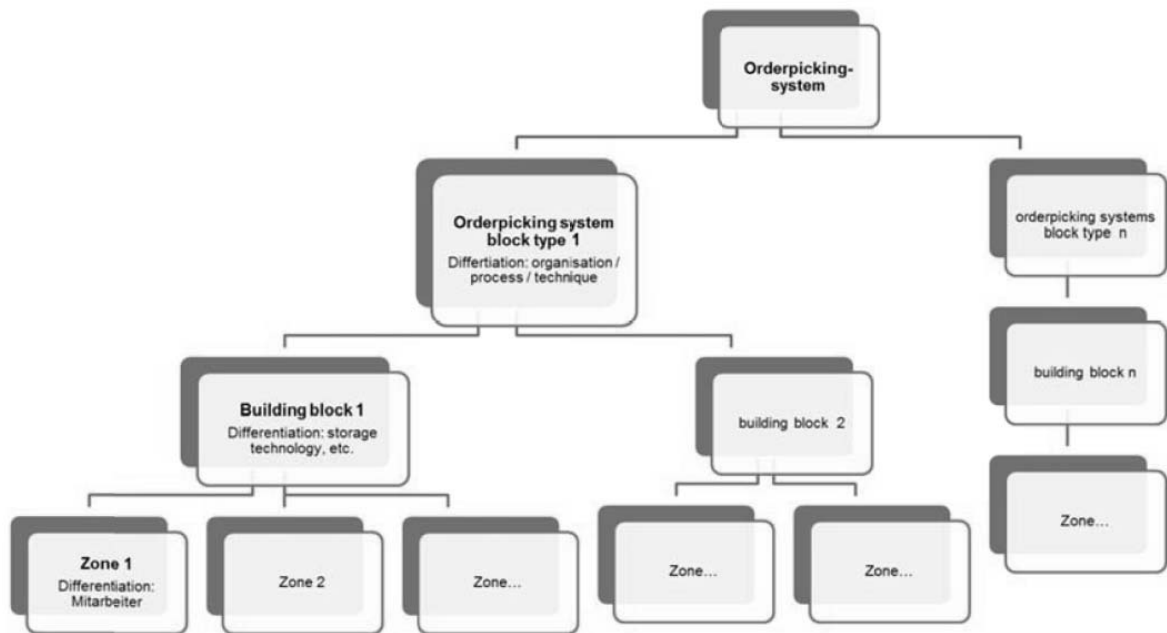 Orderpicking-
system
Orderpicking system
block type 1
Differtiation: organisation /
process / technique
orderpicking systems
block type n
Building block 1
Differentiation: storage
technology, etc.
building block 2
building block n
Zone 1
Differentiation:
Mitarbeiter
Zone 2
Zone...
Zone...
Zone...
Zone...